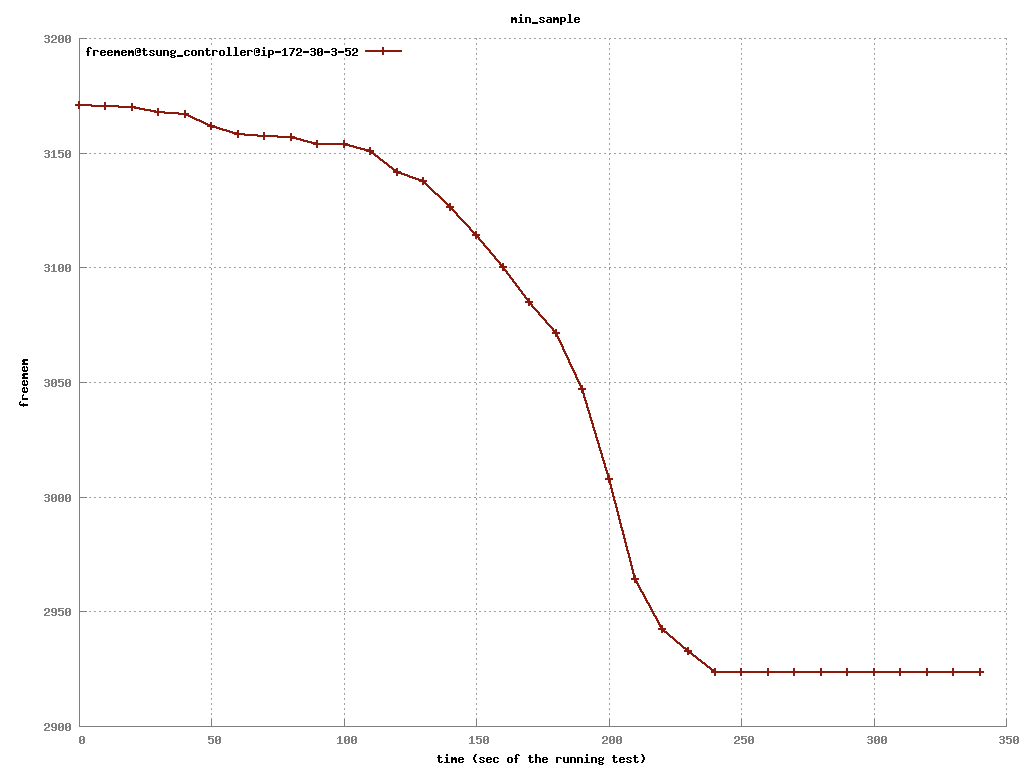 min_sample
3200
freemem@tsung_controller@ip-172-30-3-52
3150
3100
3050
freemem
3000
2950
2900
0 50 100 150 200 250 300 350
time (sec of the running test)